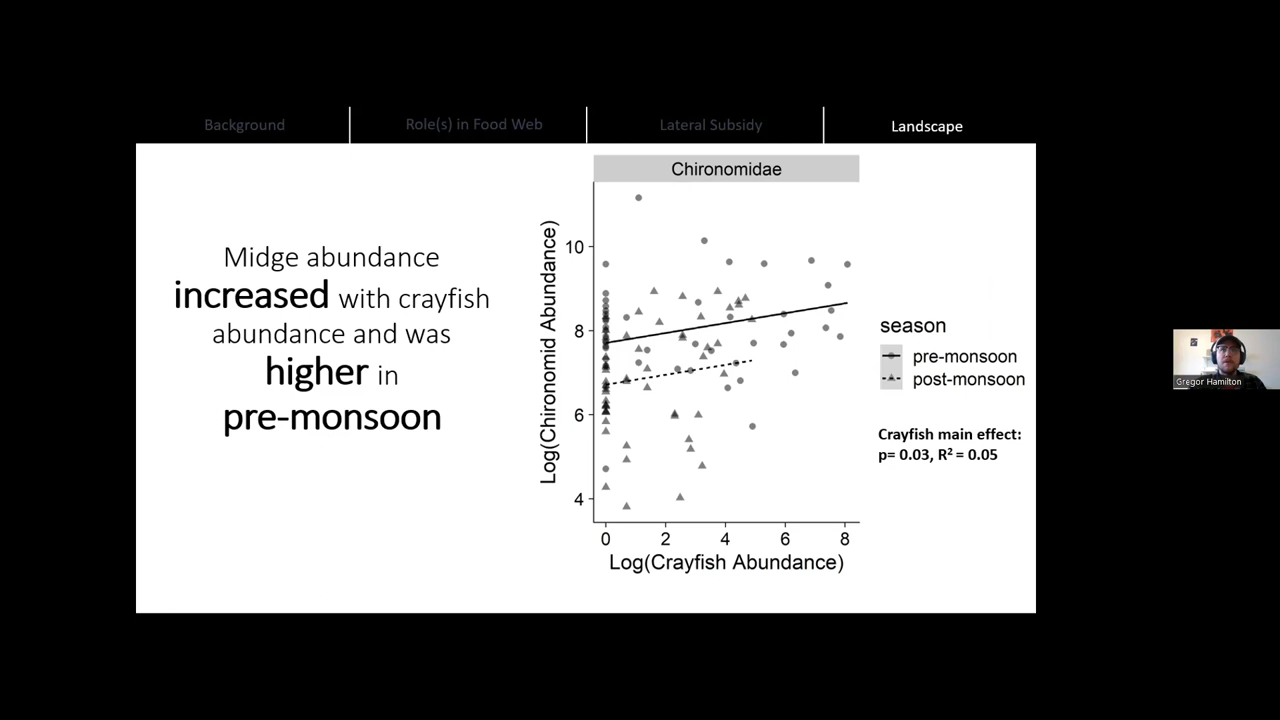 Background
Role(s) in Food Web
Lateral Subsidy
Landscape
Midge abundance
increased with crayfish
abundance and was
higher in
pre-monsoon
Chironomidae
Log(Chironomid Abundance)
10
8
6
4
0 2 4 6 8
Log(Crayfish Abundance)
season
pre-monsoon
post-monsoon
Crayfish main effect:
p= 0.03, R² = 0.05
Gregor Hamilton